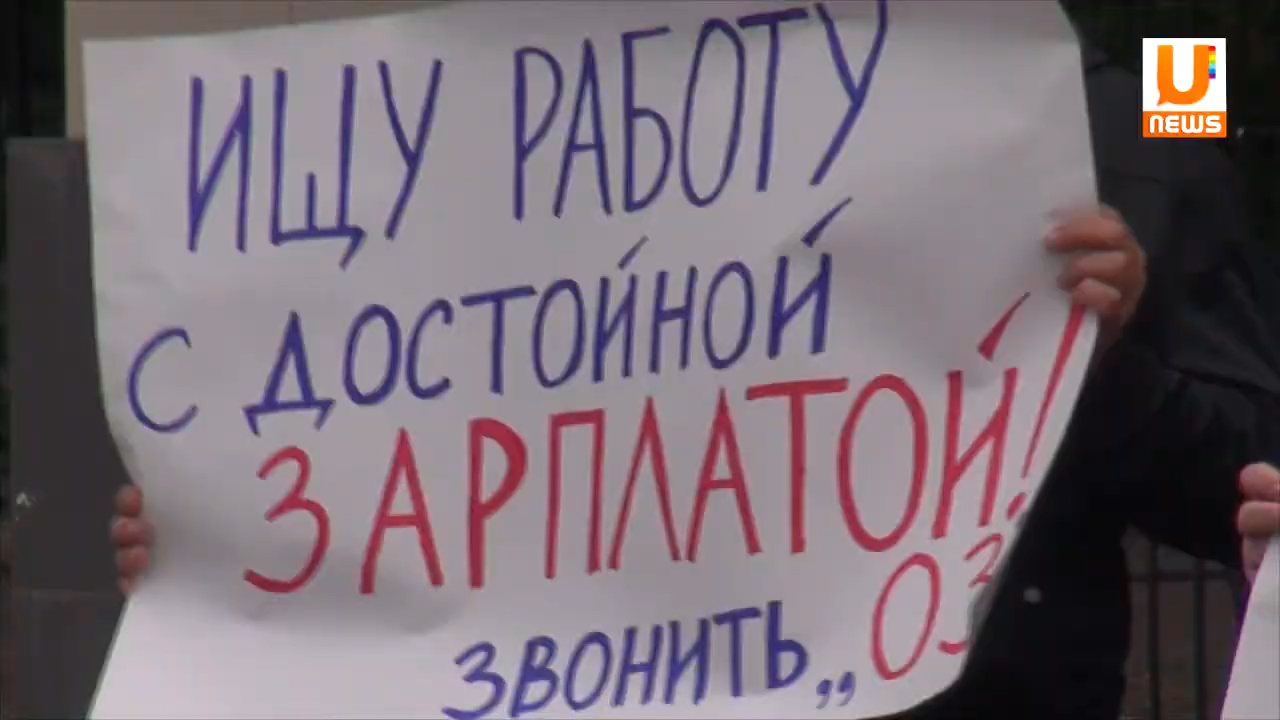 ИЩУ РАБОТУ
С ДОСТОЙНОЙ
ЗАРПЛАТОЙ!
ЗВОНИТЬ „03
U
NEWS